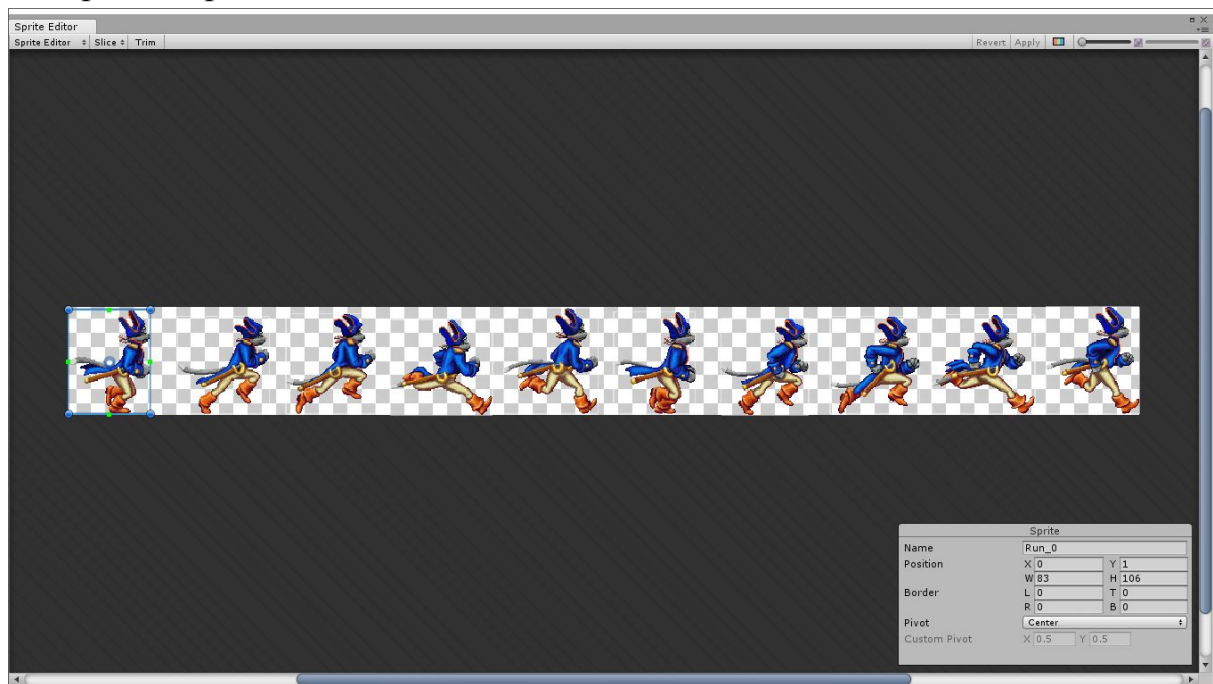 Sprite Editor
Sprite Editor Slice Trim Revert Apply
Sprite
Name Run_0
Position X 0 Y 1
W 83 H 106
Border L 0 T 0
R 0 B 0
Pivot Center
Custom Pivot X 0.5 Y 0.5